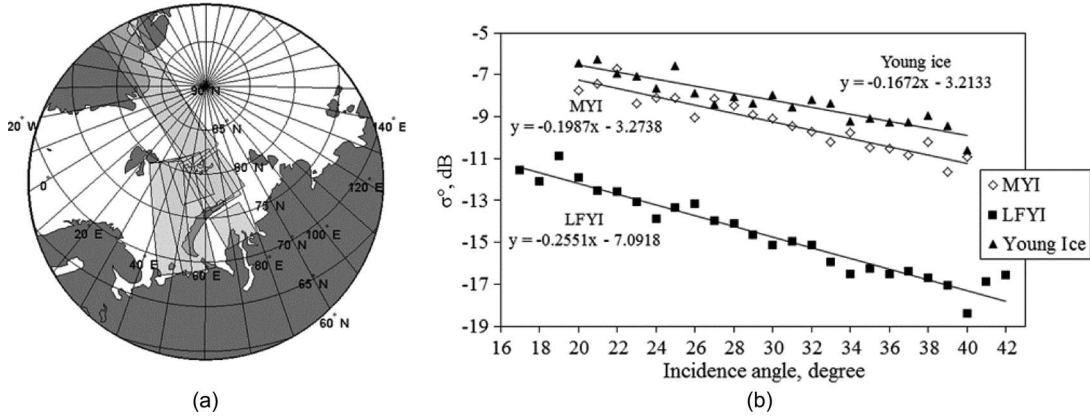 90° N
85° N
80° N
75° N
70° N
60° N
20° W
0°
20° E
40° E
60° E
80° E
100° E
120° E
140° E
(a)
-5
-7
-9
-11
-13
-15
-17
-19
σ°, dB
Young ice
y = -0.1672x - 3.2133
MYI
y = -0.1987x - 3.2738
LFYI
y = -0.2551x - 7.0918
16 18 20 22 24 26 28 30 32 34 36 38 40 42
Incidence angle, degree
MYI
LFYI
Young Ice
(b)